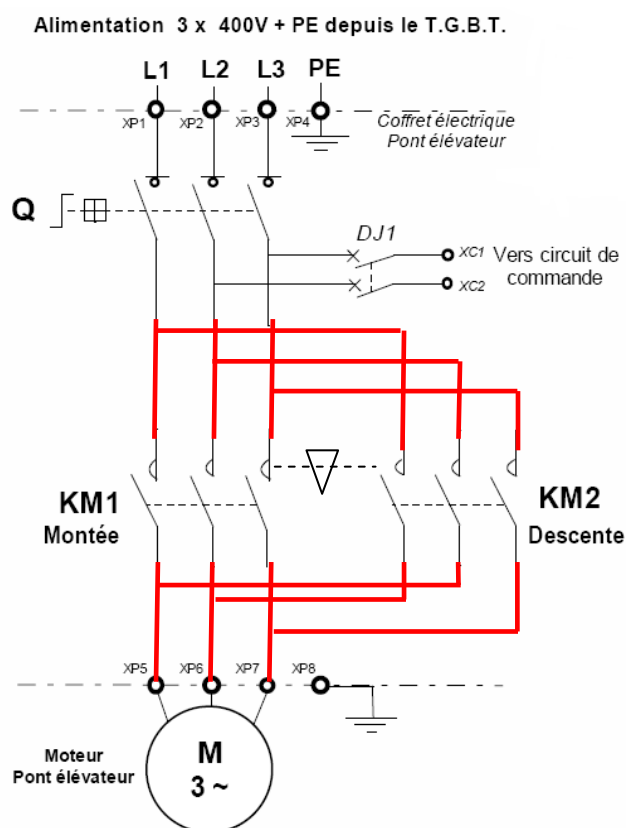 Alimentation 3 x 400V + PE depuis le T.G.B.T.
L1 L2 L3 PE
XP1 XP2 XP3 XP4
Coffret électrique
Pont élévateur
Q
DJ1
XC1
XC2
Vers circuit de
commande
KM1
Montée
KM2
Descente
XP5 XP6 XP7 XP8
M
3 ~
Moteur
Pont élévateur